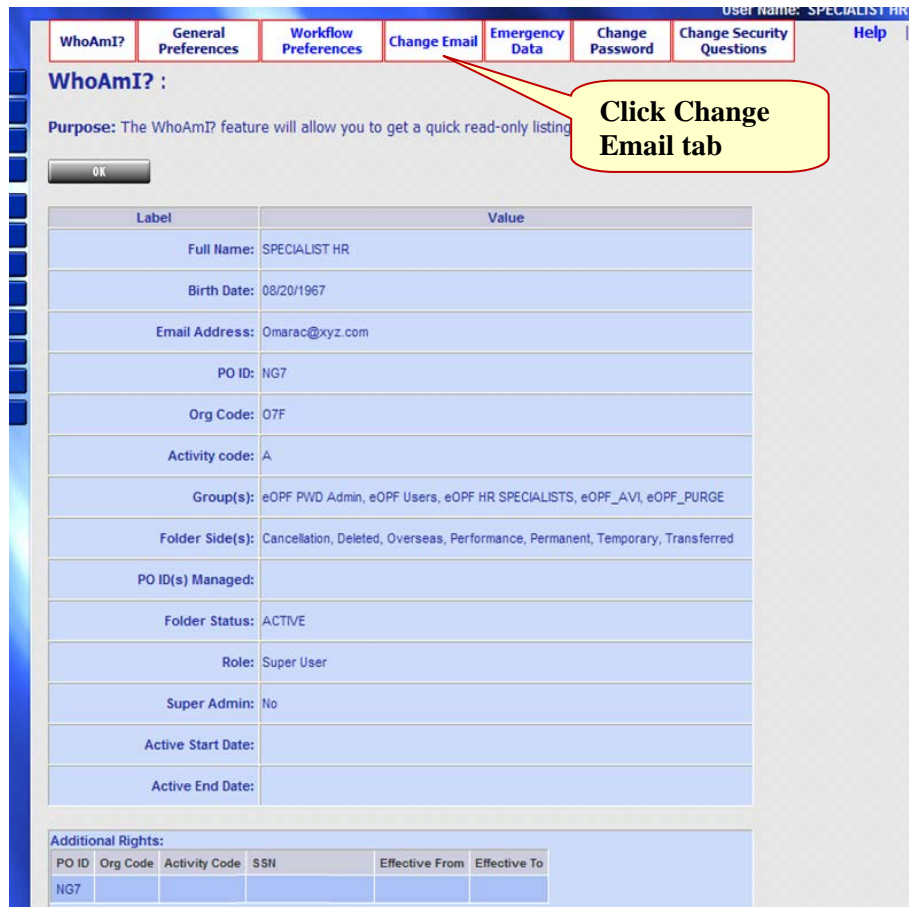 User Name: SPECIALIST HR
WhoAmI?
General Preferences
Workflow Preferences
Change Email
Emergency Data
Change Password
Change Security Questions
Help |
WhoAmI? :
Click Change
Email tab
Purpose: The WhoAmI? feature will allow you to get a quick read-only listing
OK
Label Value
Full Name: SPECIALIST HR
Birth Date: 08/20/1967
Email Address: Omarac@xyz.com
PO ID: NG7
Org Code: O7F
Activity code: A
Group(s): eOPF PWD Admin, eOPF Users, eOPF HR SPECIALISTS, eOPF_AVI, eOPF_PURGE
Folder Side(s): Cancellation, Deleted, Overseas, Performance, Permanent, Temporary, Transferred
PO ID(s) Managed:
Folder Status: ACTIVE
Role: Super User
Super Admin: No
Active Start Date:
Active End Date:
Additional Rights:
PO ID Org Code Activity Code SSN Effective From Effective To
NG7